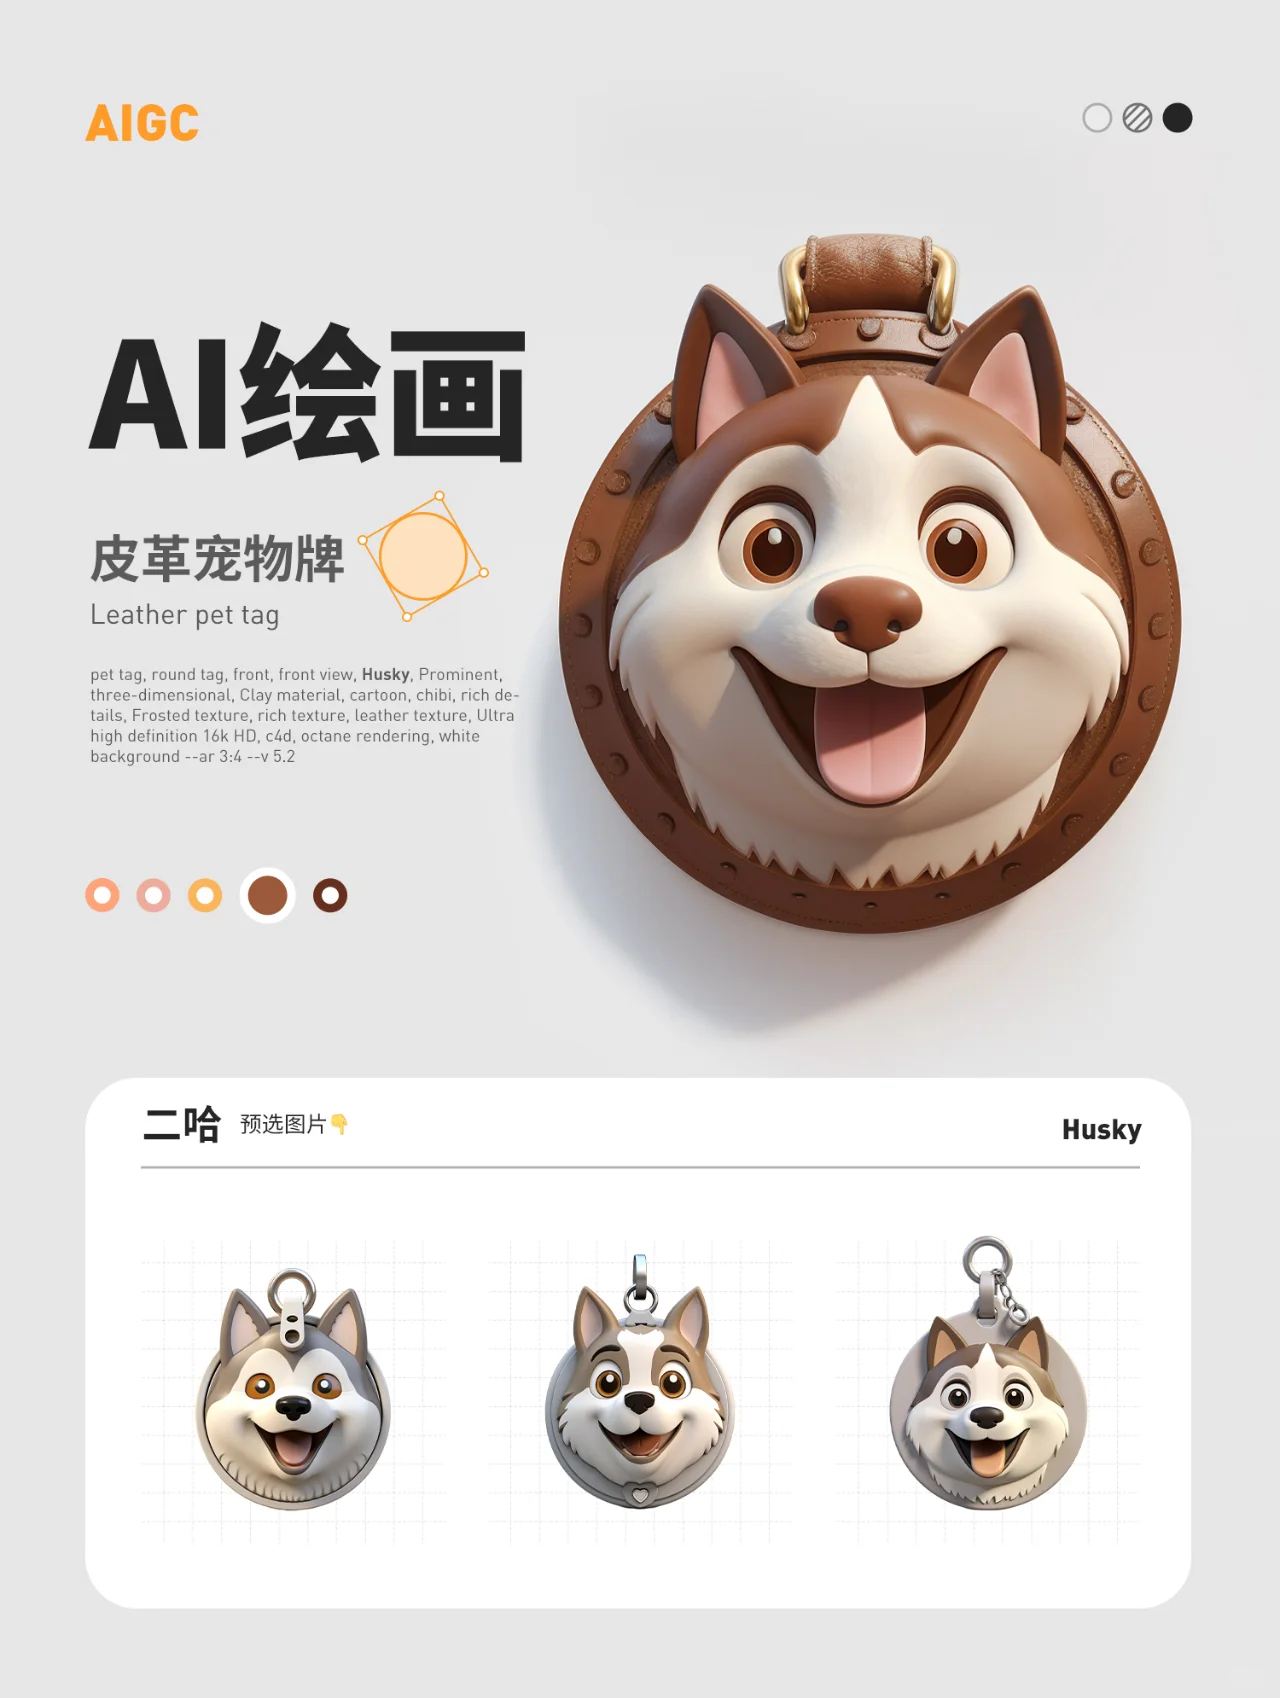 AIGC
AI绘画
皮革宠物牌
Leather pet tag
pet tag, round tag, front, front view, Husky, Prominent,
three-dimensional, Clay material, cartoon, chibi, rich de-
tails, Frosted texture, rich texture, leather texture, Ultra
high definition 16k HD, c4d, octane rendering, white
background --ar 3:4 --v 5.2
二哈 预选图片👇
Husky